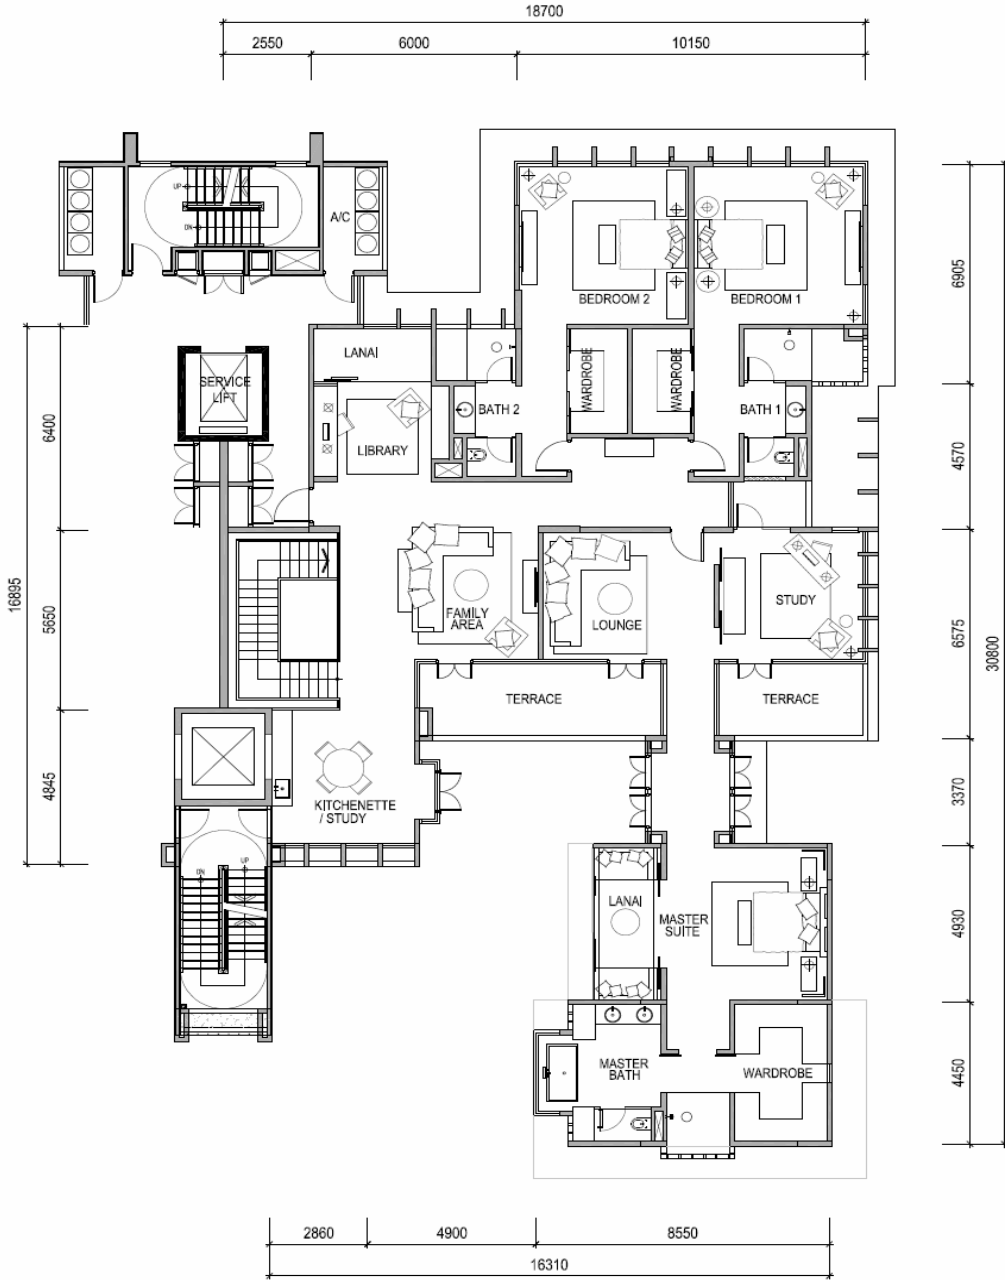 18700
2550
6000
10150
UP
DN
A/C
BEDROOM 2
BEDROOM 1
6905
LANAI
SERVICE
LIFT
WARDROBE
WARDROBE
BATH 2
BATH 1
LIBRARY
6400
4570
16895
5650
FAMILY
AREA
LOUNGE
STUDY
6575
30800
TERRACE
TERRACE
4845
KITCHENETTE
/ STUDY
3370
DN
UP
LANAI
MASTER
SUITE
4930
MASTER
BATH
WARDROBE
4450
2860
4900
8550
16310